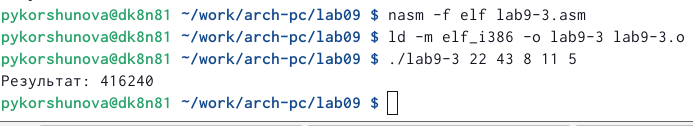 pykorshunova@dk8n81 ~/work/arch-pc/lab09 $ nasm -f elf lab9-3.asm
pykorshunova@dk8n81 ~/work/arch-pc/lab09 $ ld -m elf_i386 -o lab9-3 lab9-3.o
pykorshunova@dk8n81 ~/work/arch-pc/lab09 $ ./lab9-3 22 43 8 11 5
Результат: 416240
pykorshunova@dk8n81 ~/work/arch-pc/lab09 $